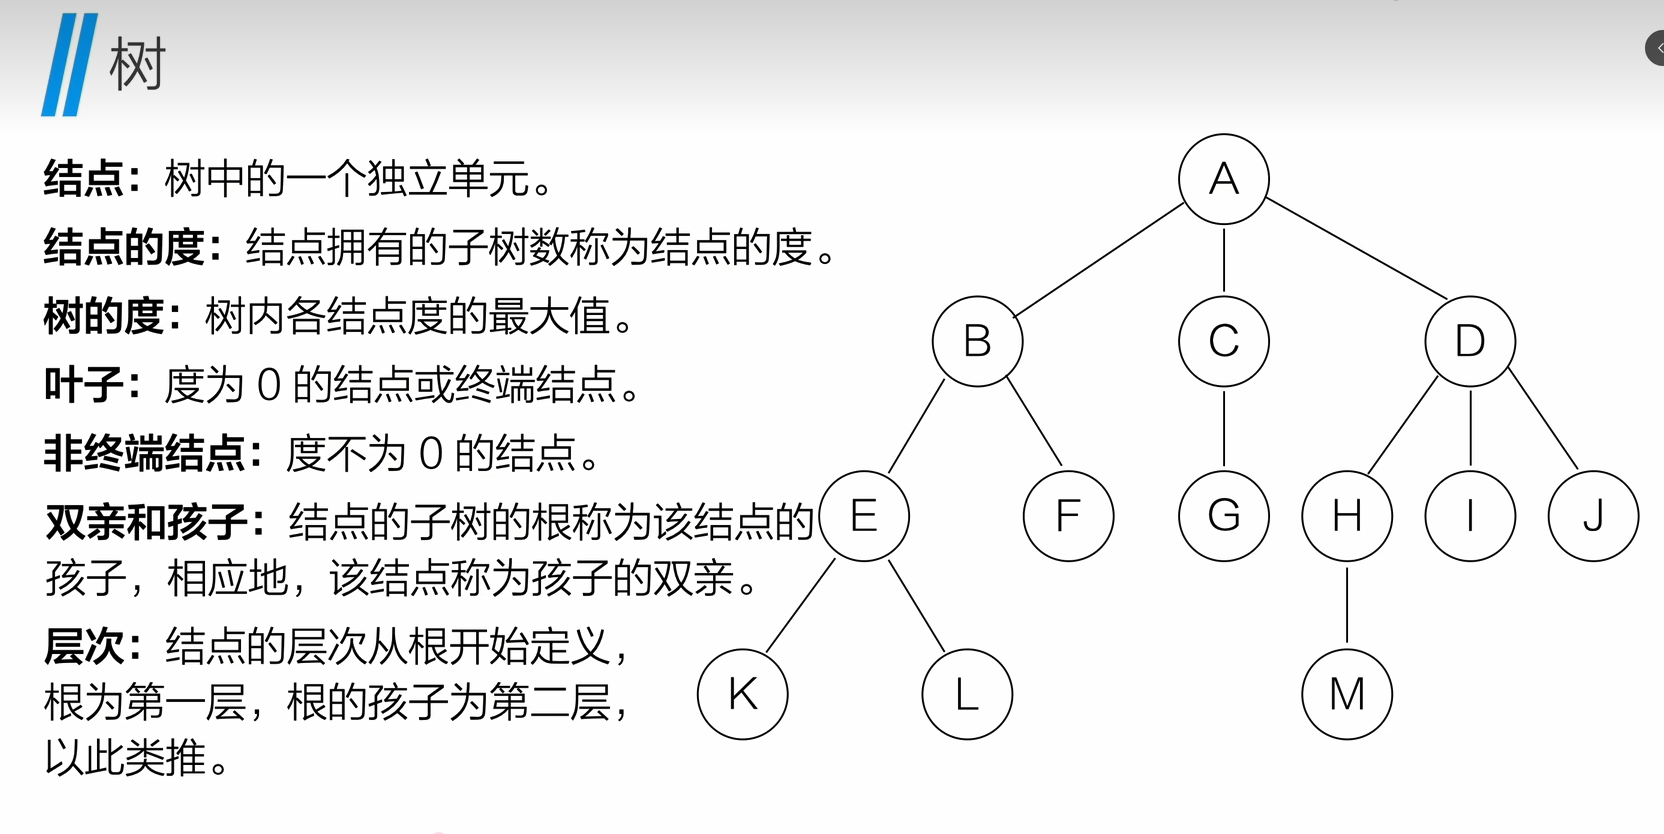 树
结点：树中的一个独立单元。
结点的度：结点拥有的子树数称为结点的度。
树的度：树内各结点度的最大值。
叶子：度为 0 的结点或终端结点。
非终端结点：度不为 0 的结点。
双亲和孩子：结点的子树的根称为该结点的
孩子，相应地，该结点称为孩子的双亲。
层次：结点的层次从根开始定义，
根为第一层，根的孩子为第二层，
以此类推。
A
B C D
E F G H I J
K L M